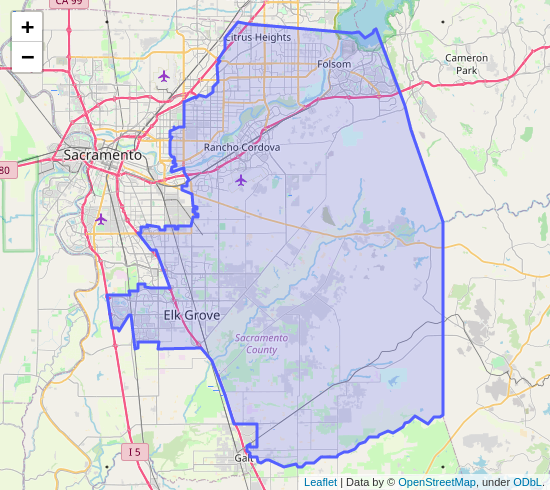 +
−
CA 99
Citrus Heights
Folsom
Cameron
Park
Rancho Cordova
Sacramento
80
Elk Grove
Sacramento
County
I 5
Galt
Leaflet | Data by © OpenStreetMap, under ODbL.